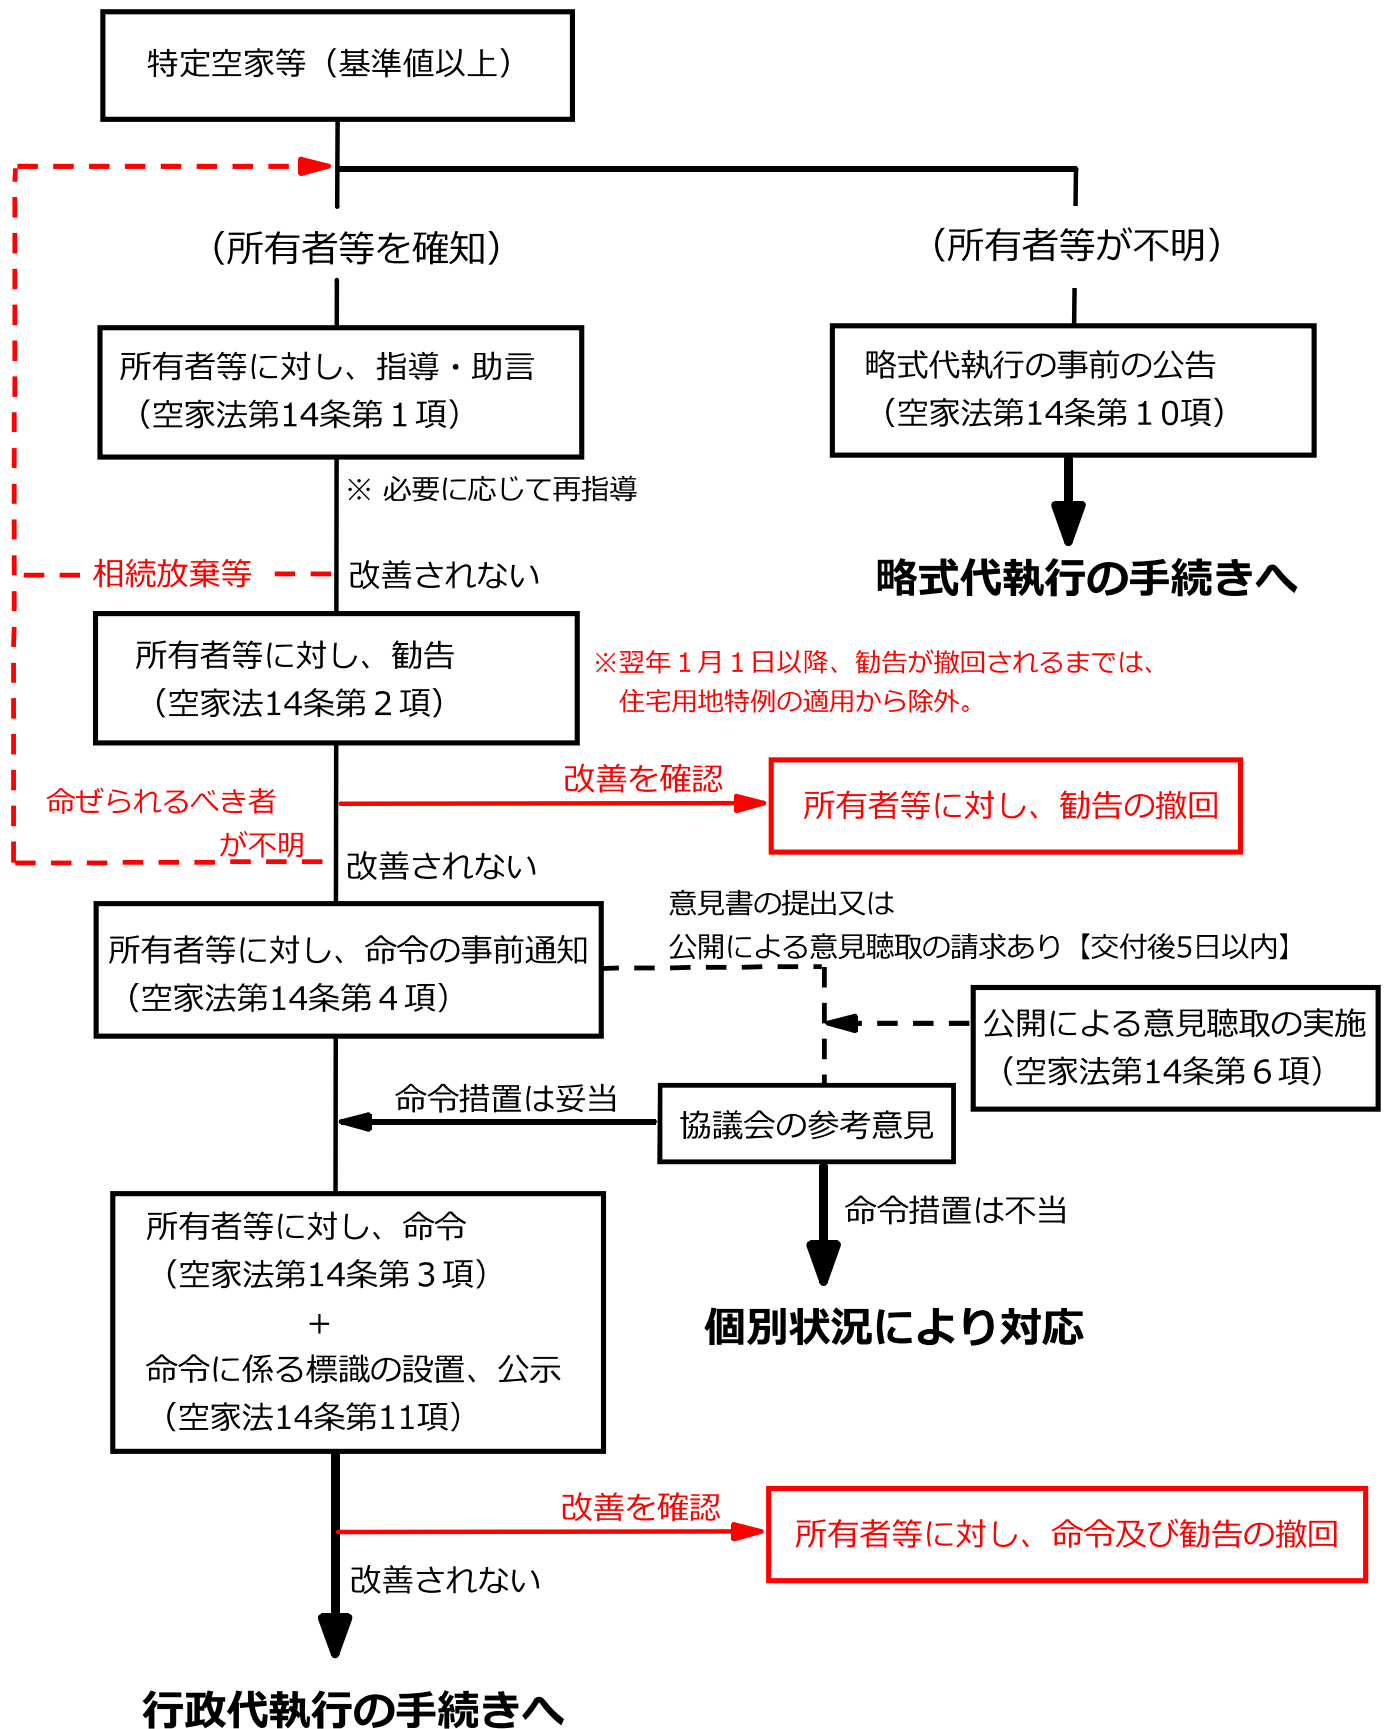 特定空家等（基準値以上）
（所有者等を確知）
（所有者等が不明）
所有者等に対し、指導・助言
（空家法第14条第１項）
略式代執行の事前の公告
（空家法第14条第１0項）
※ 必要に応じて再指導
相続放棄等
改善されない
略式代執行の手続きへ
所有者等に対し、勧告
（空家法14条第２項）
※翌年１月１日以降、勧告が撤回されるまでは、
住宅用地特例の適用から除外。
改善を確認
所有者等に対し、勧告の撤回
命ぜられるべき者
が不明
改善されない
意見書の提出又は
公開による意見聴取の請求あり【交付後5日以内】
所有者等に対し、命令の事前通知
（空家法第14条第４項）
公開による意見聴取の実施
（空家法第14条第６項）
命令措置は妥当
協議会の参考意見
命令措置は不当
個別状況により対応
所有者等に対し、命令
（空家法第14条第３項）
＋
命令に係る標識の設置、公示
（空家法14条第11項）
改善を確認
所有者等に対し、命令及び勧告の撤回
改善されない
行政代執行の手続きへ